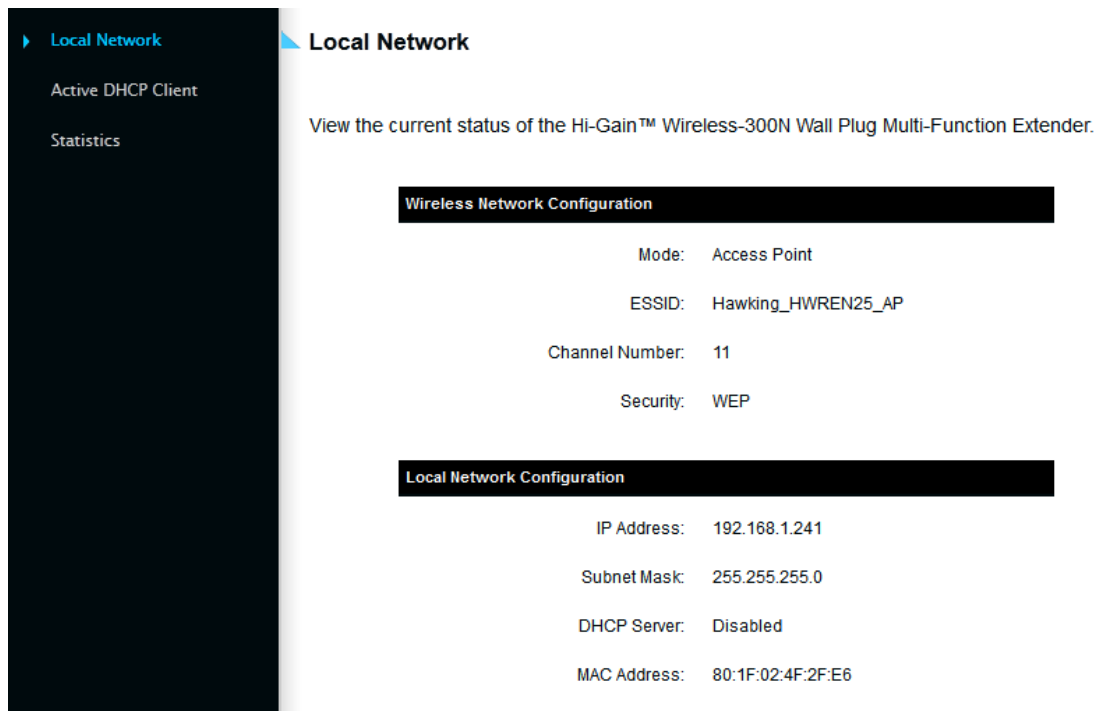 Local Network
Active DHCP Client
Statistics
Local Network
View the current status of the Hi-Gain™ Wireless-300N Wall Plug Multi-Function Extender.
Wireless Network Configuration
Mode: Access Point
ESSID: Hawking_HWREN25_AP
Channel Number: 11
Security: WEP
Local Network Configuration
IP Address: 192.168.1.241
Subnet Mask: 255.255.255.0
DHCP Server: Disabled
MAC Address: 80:1F:02:4F:2F:E6